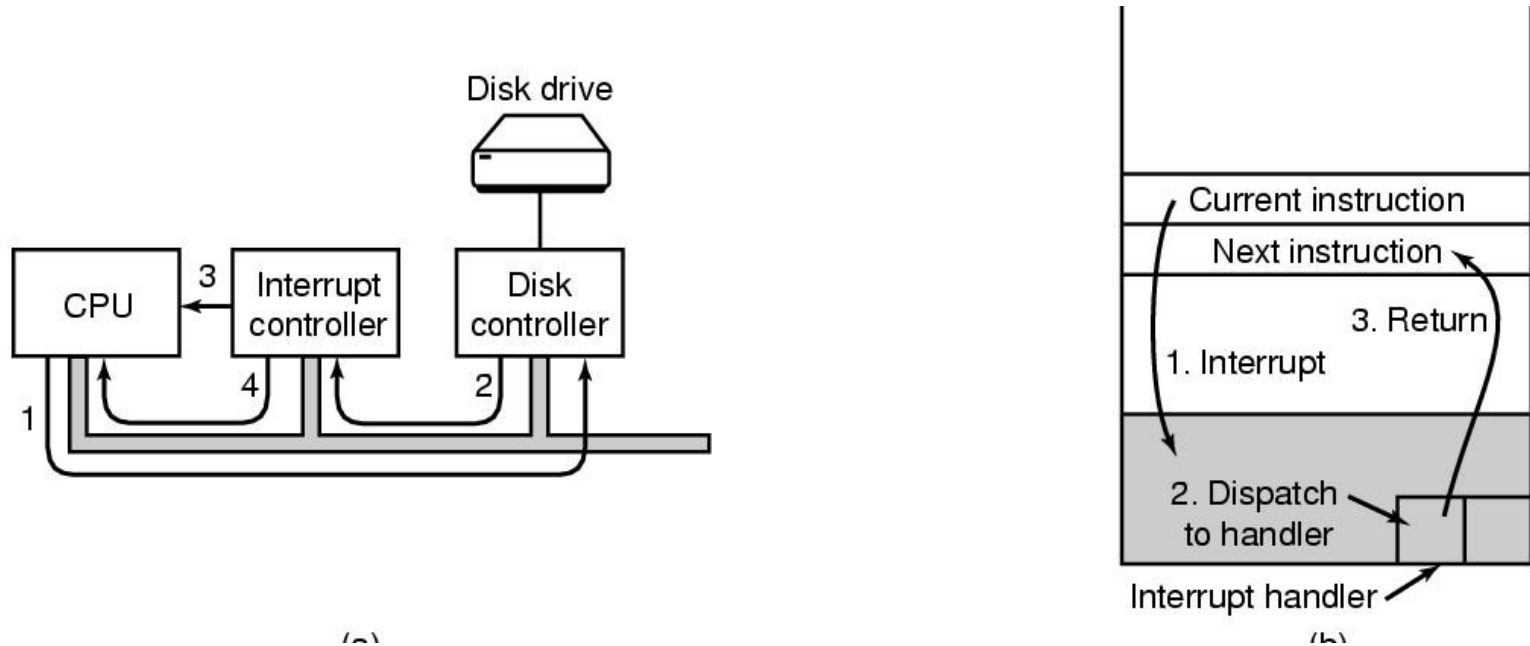 Disk drive
CPU
3
Interrupt
controller
Disk
controller
1
4
2
(a)
Current instruction
Next instruction
3. Return
1. Interrupt
2. Dispatch
to handler
Interrupt handler
(b)